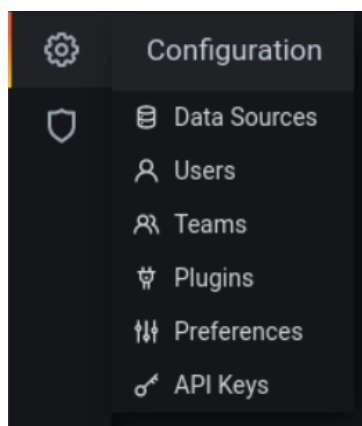 Configuration
Data Sources
Users
Teams
Plugins
Preferences
API Keys